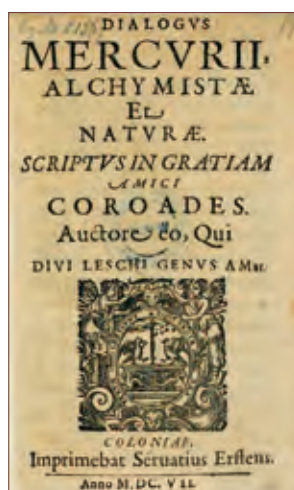 DIALOGVS
MERCVRII,
ALCHYMISTÆ
Et
NATVRÆ.
SCRIPTVS IN GRATIAM
AMICI
COROADES.
Auctore eo, Qui
DIVI LESCHI GENVS AMat.
COLONIAE,
Imprimebat Seruatius Erffens.
Anno M. DC. VII.